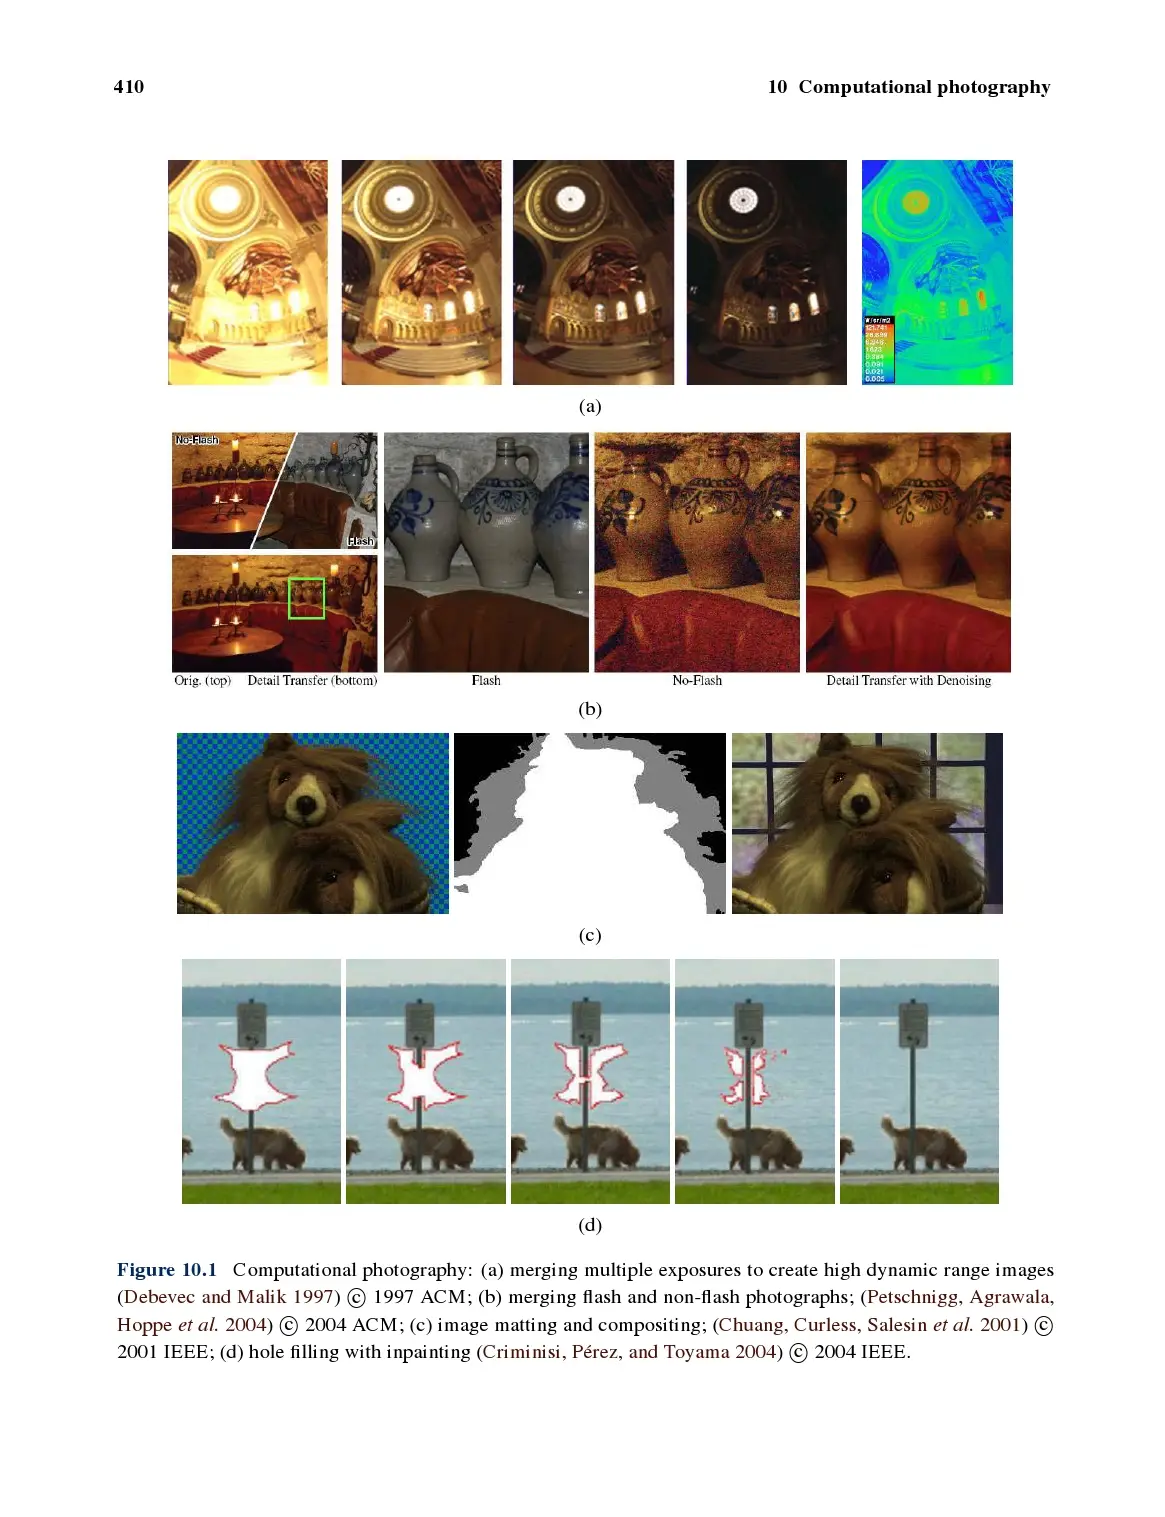 410
10 Computational photography
W/sr/m2
121.741
28.869
6.846
1.623
0.384
0.091
0.021
0.005
(a)
No-Flash
Flash
Orig. (top) Detail Transfer (bottom) Flash No-Flash Detail Transfer with Denoising
(b)
(c)
(d)
Figure 10.1 Computational photography: (a) merging multiple exposures to create high dynamic range images
(Debevec and Malik 1997) © 1997 ACM; (b) merging flash and non-flash photographs; (Petschnigg, Agrawala,
Hoppe et al. 2004) © 2004 ACM; (c) image matting and compositing; (Chuang, Curless, Salesin et al. 2001) ©
2001 IEEE; (d) hole filling with inpainting (Criminisi, Pérez, and Toyama 2004) © 2004 IEEE.